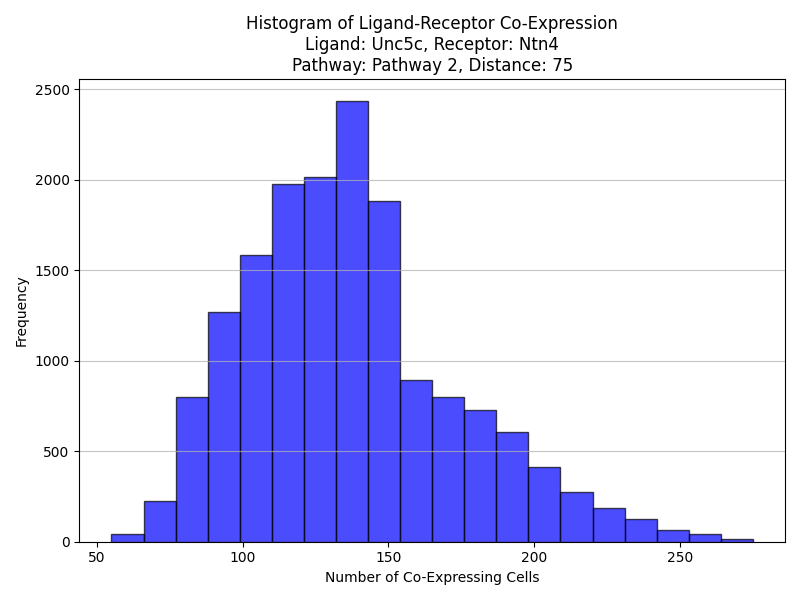 Histogram of Ligand-Receptor Co-Expression
Ligand: Unc5c, Receptor: Ntn4
Pathway: Pathway 2, Distance: 75
2500
2000
1500
1000
500
0
Frequency
50 100 150 200 250
Number of Co-Expressing Cells